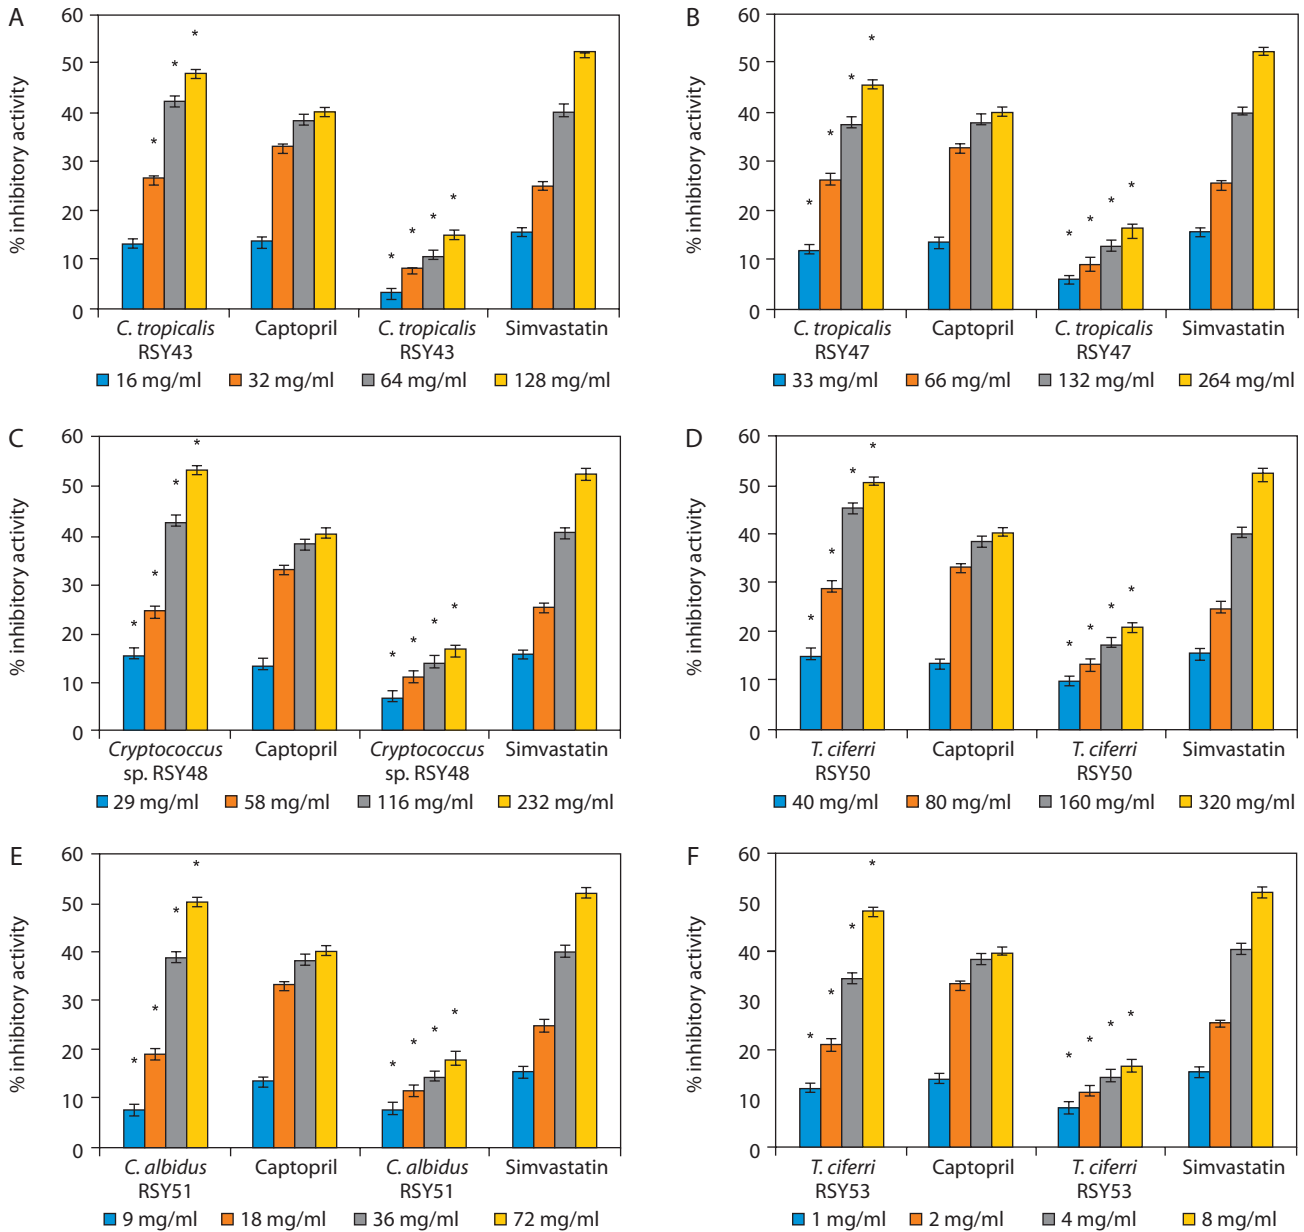 A
60
50
40
30
20
10
0
% inhibitory activity
* * * *
* * * *
C. tropicalis RSY43
Captopril
C. tropicalis RSY43
Simvastatin
16 mg/ml 32 mg/ml 64 mg/ml 128 mg/ml
B
60
50
40
30
20
10
0
% inhibitory activity
* * * *
* * * *
C. tropicalis RSY47
Captopril
C. tropicalis RSY47
Simvastatin
33 mg/ml 66 mg/ml 132 mg/ml 264 mg/ml
C
60
50
40
30
20
10
0
% inhibitory activity
* * * *
* * * *
Cryptococcus sp. RSY48
Captopril
Cryptococcus sp. RSY48
Simvastatin
29 mg/ml 58 mg/ml 116 mg/ml 232 mg/ml
D
60
50
40
30
20
10
0
% inhibitory activity
* * * *
* * * *
T. ciferri RSY50
Captopril
T. ciferri RSY50
Simvastatin
40 mg/ml 80 mg/ml 160 mg/ml 320 mg/ml
E
60
50
40
30
20
10
0
% inhibitory activity
* * * *
* * * *
C. albidus RSY51
Captopril
C. albidus RSY51
Simvastatin
9 mg/ml 18 mg/ml 36 mg/ml 72 mg/ml
F
60
50
40
30
20
10
0
% inhibitory activity
* * * *
* * * *
T. ciferri RSY53
Captopril
T. ciferri RSY53
Simvastatin
1 mg/ml 2 mg/ml 4 mg/ml 8 mg/ml